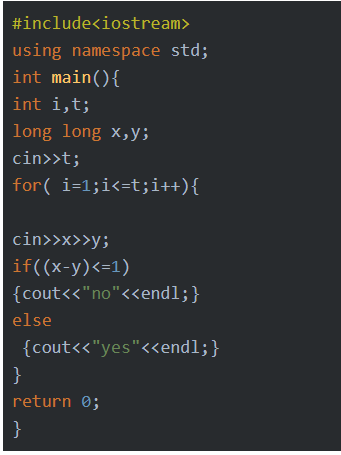 #include<iostream>
using namespace std;
int main(){
int i,t;
long long x,y;
cin>>t;
for( i=1;i<=t;i++){
cin>>x>>y;
if((x-y)<=1)
{cout<<"no"<<endl;}
else
{cout<<"yes"<<endl;}
}
return 0;
}